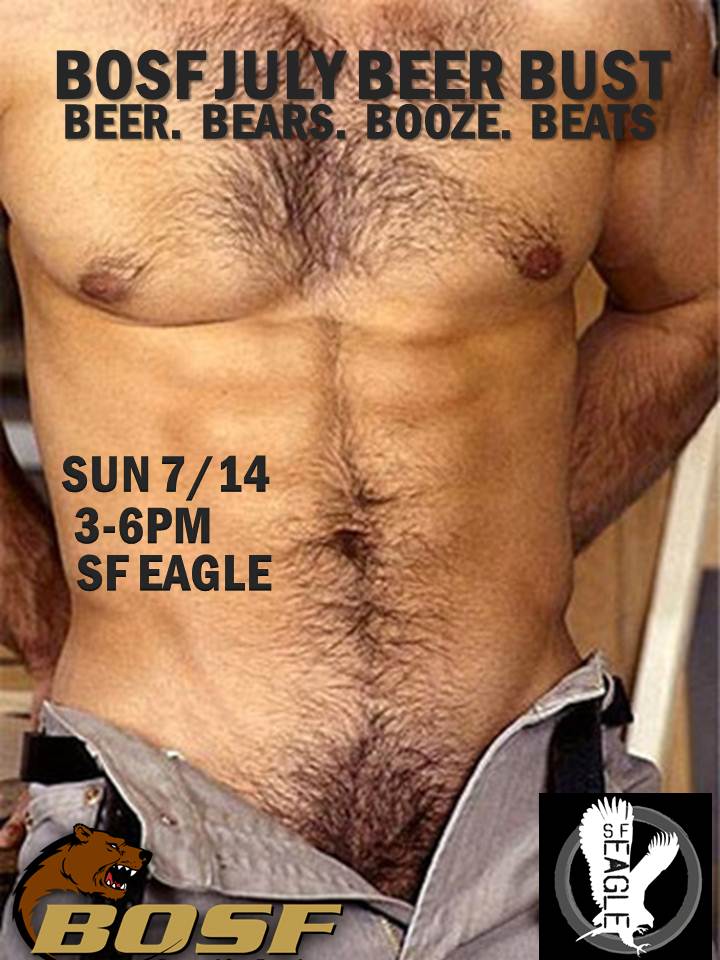 BOSF JULY BEER BUST
BEER. BEARS. BOOZE. BEATS
SUN 7/14
3-6PM
SF EAGLE
BOSF
SF
EAGLE